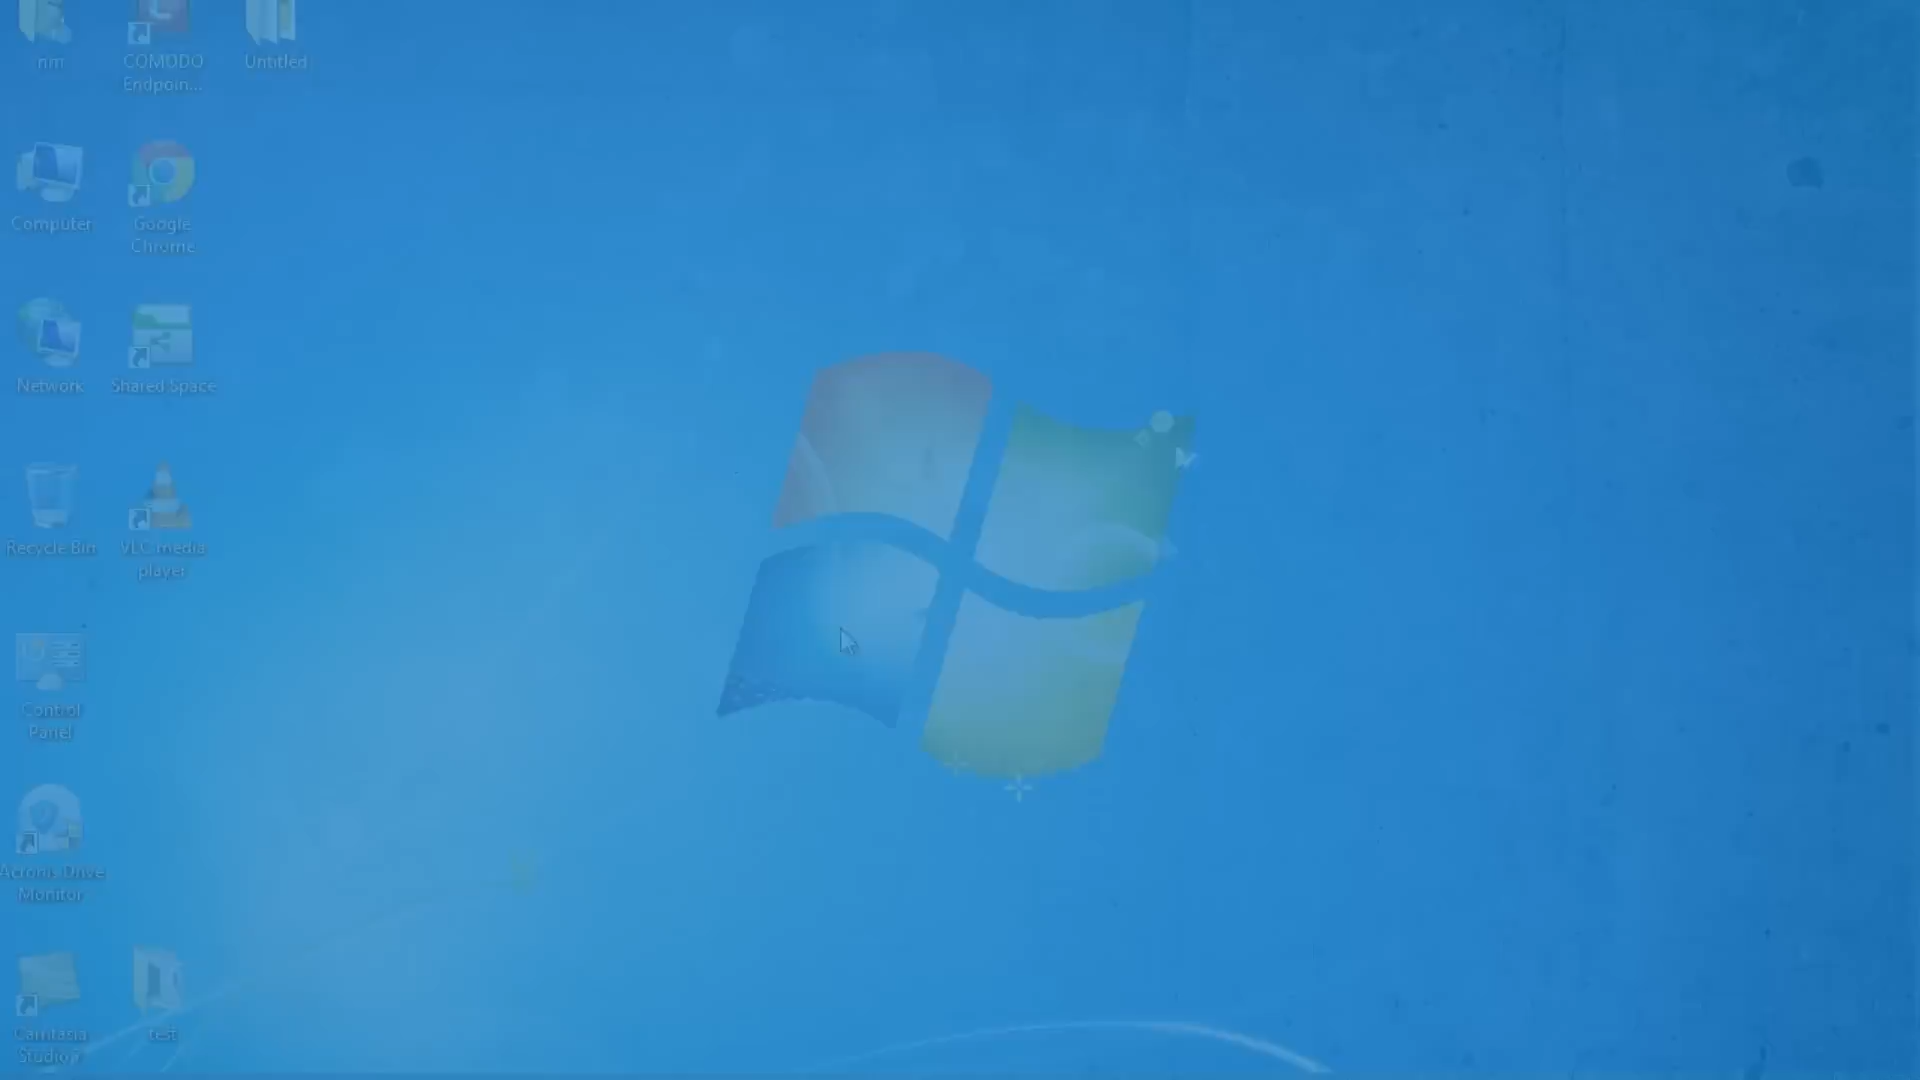 nm
COMODO
Endpoin...
Untitled
Computer
Google
Chrome
Network
Shared Space
Recycle Bin
VLC media
player
Control
Panel
Acronis Drive
Monitor
Camtasia
Studio 7
test